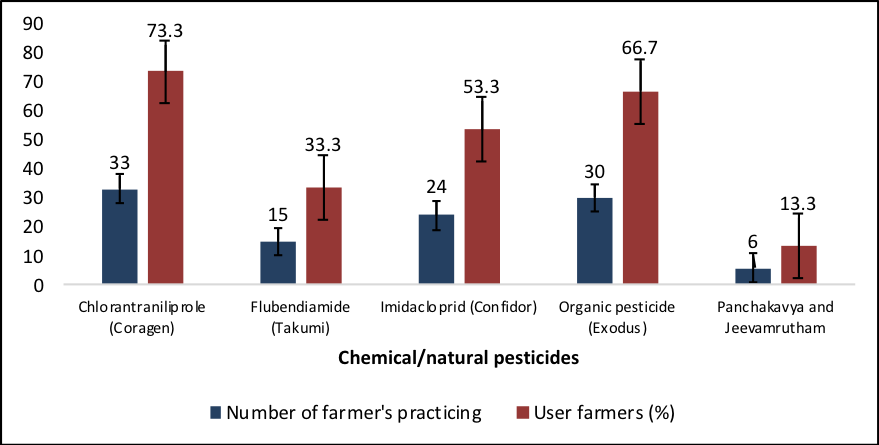 90
80
70
60
50
40
30
20
10
0
73.3
33
33.3
15
53.3
24
66.7
30
13.3
6
Chlorantraniliprole
(Coragen)
Flubendiamide
(Takumi)
Imidacloprid (Confidor)
Organic pesticide
(Exodus)
Panchakavya and
Jeevamrutham
Chemical/natural pesticides
Number of farmer's practicing
User farmers (%)